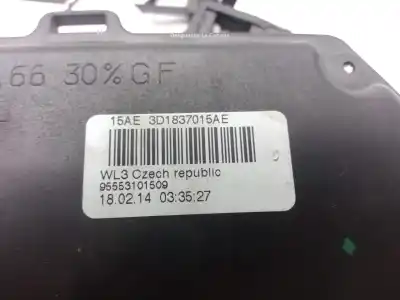 .66 30%GF
15AE 3D1837015AE
WL3 Czech republic
95553101509
18.02.14 03:35:27